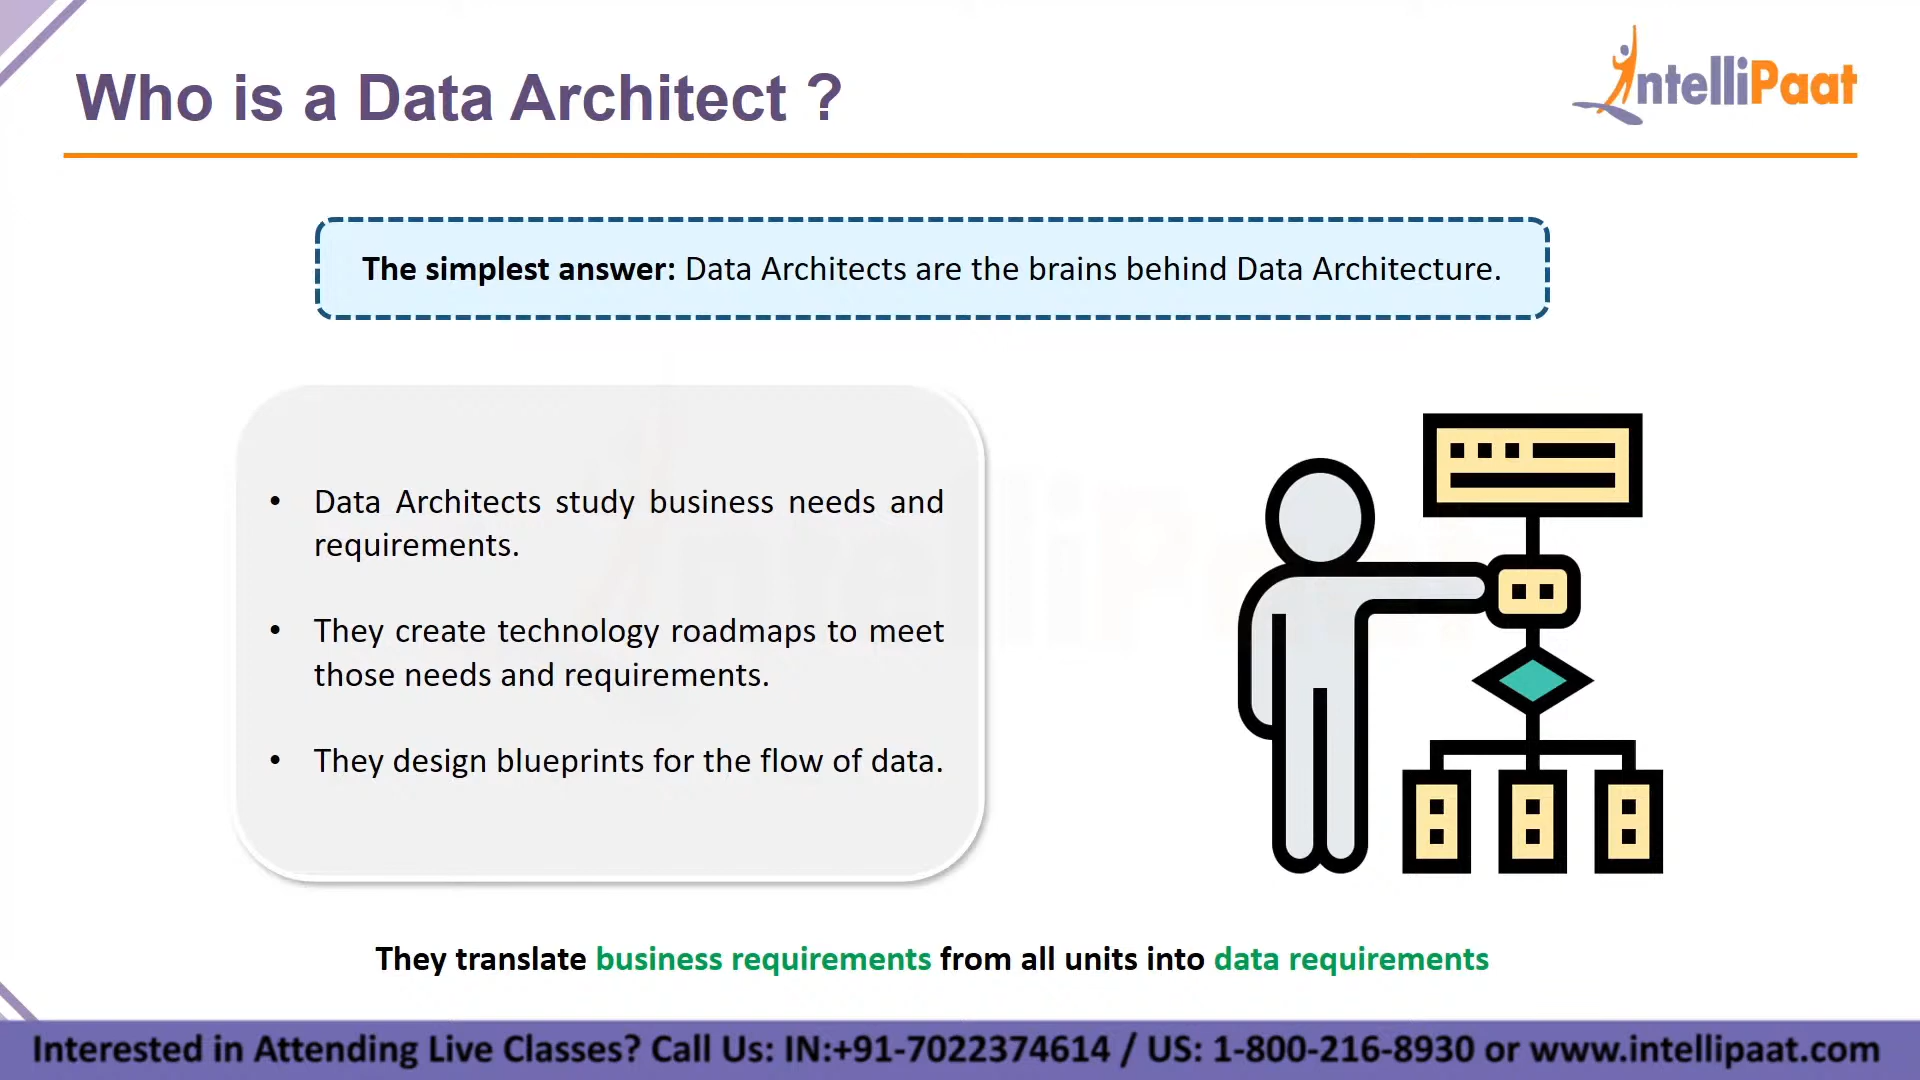 Who is a Data Architect ?
IntelliPaat
The simplest answer: Data Architects are the brains behind Data Architecture.
• Data Architects study business needs and
requirements.
• They create technology roadmaps to meet
those needs and requirements.
• They design blueprints for the flow of data.
They translate business requirements from all units into data requirements
Interested in Attending Live Classes? Call Us: IN:+91-7022374614 / US: 1-800-216-8930 or www.intellipaat.com